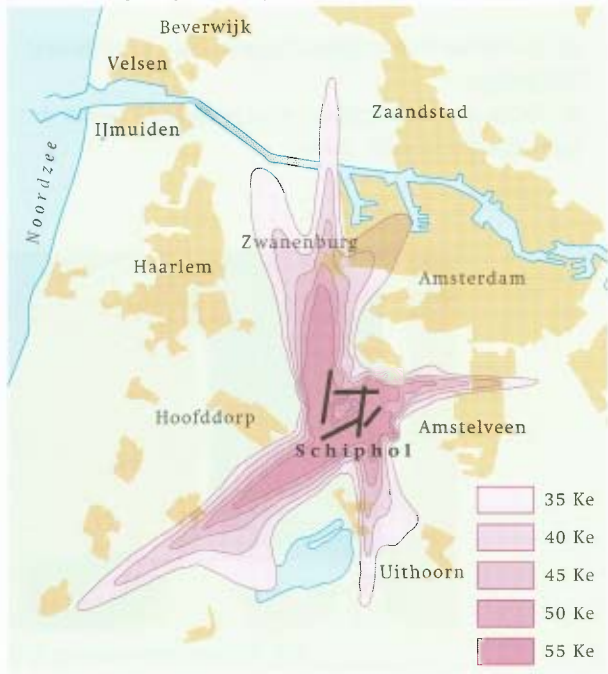 Beverwijk
Velsen
Zaandstad
IJmuiden
Noordzee
Zwanenburg
Haarlem
Amsterdam
Hoofddorp
Amstelveen
Schiphol
35 Ke
40 Ke
45 Ke
Uithoorn
50 Ke
55 Ke